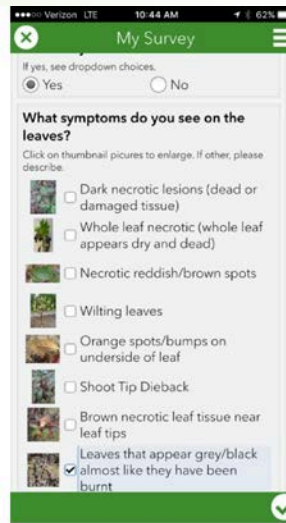 Verizon LTE 10:44 AM 62%
My Survey
If yes, see dropdown choices.
Yes No
What symptoms do you see on the
leaves?
Click on thumbnail picures to enlarge. If other, please
describe.
Dark necrotic lesions (dead or
damaged tissue)
Whole leaf necrotic (whole leaf
appears dry and dead)
Necrotic reddish/brown spots
Wilting leaves
Orange spots/bumps on
underside of leaf
Shoot Tip Dieback
Brown necrotic leaf tissue near
leaf tips
Leaves that appear grey/black
almost like they have been
burnt